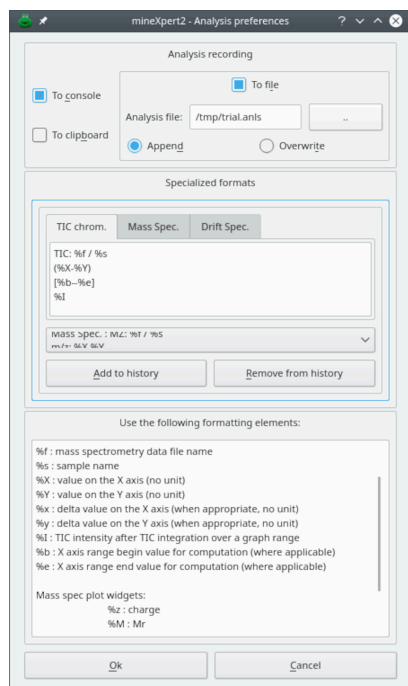 mineXpert2 - Analysis preferences
Analysis recording
To console
To clipboard
To file
Analysis file: /tmp/trial.anls ..
Append Overwrite
Specialized formats
TIC chrom. Mass Spec. Drift Spec.
TIC: %f / %s
(%X-%Y)
[%b--%e]
%I
Mass Spec. : MZ: %f / %s
m/z: %X %Y
Add to history Remove from history
Use the following formatting elements:
%f : mass spectrometry data file name
%s : sample name
%X : value on the X axis (no unit)
%Y : value on the Y axis (no unit)
%x : delta value on the X axis (when appropriate, no unit)
%y : delta value on the Y axis (when appropriate, no unit)
%I : TIC intensity after TIC integration over a graph range
%b : X axis range begin value for computation (where applicable)
%e : X axis range end value for computation (where applicable)
Mass spec plot widgets:
%z : charge
%M : Mr
Ok Cancel